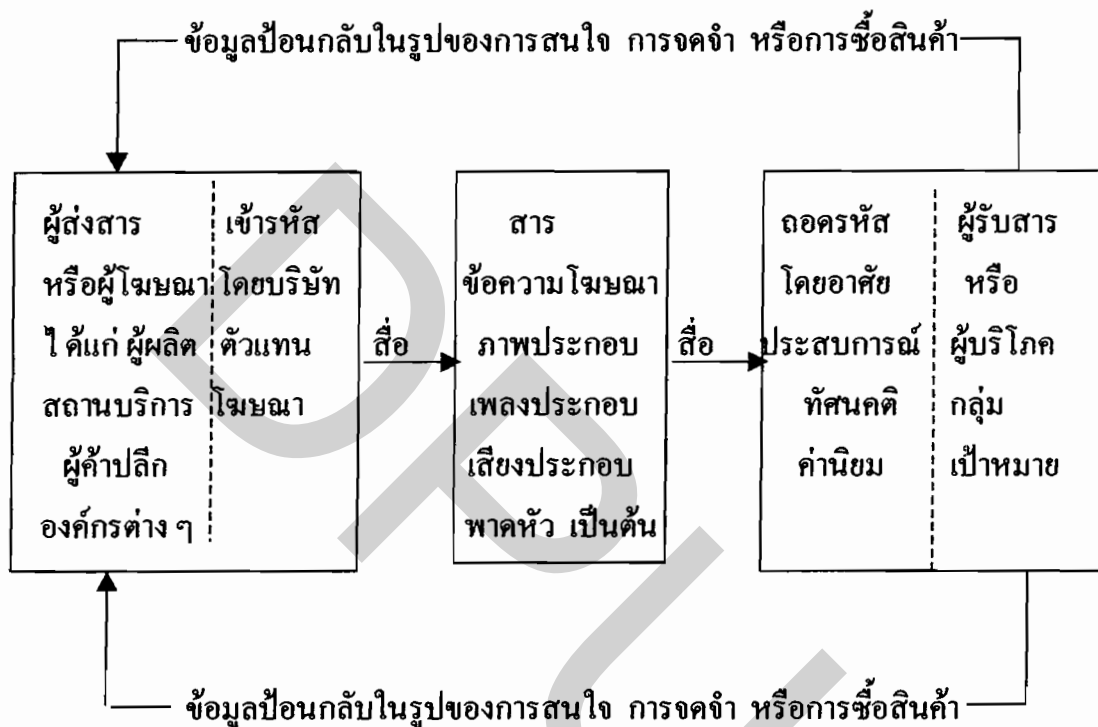 ข้อมูลป้อนกลับในรูปของการสนใจ การจดจำ หรือการซื้อสินค้า
ผู้ส่งสาร
หรือผู้โฆษณา
ได้แก่ ผู้ผลิต
สถานบริการ
ผู้ค้าปลีก
องค์กรต่าง ๆ
เข้ารหัส
โดยบริษัท
ตัวแทน
โฆษณา
สื่อ
สาร
ข้อความโฆษณา
ภาพประกอบ
เพลงประกอบ
เสียงประกอบ
พาดหัว เป็นต้น
สื่อ
ถอดรหัส
โดยอาศัย
ประสบการณ์
ทัศนคติ
ค่านิยม
ผู้รับสาร
หรือ
ผู้บริโภค
กลุ่ม
เป้าหมาย
ข้อมูลป้อนกลับในรูปของการสนใจ การจดจำ หรือการซื้อสินค้า